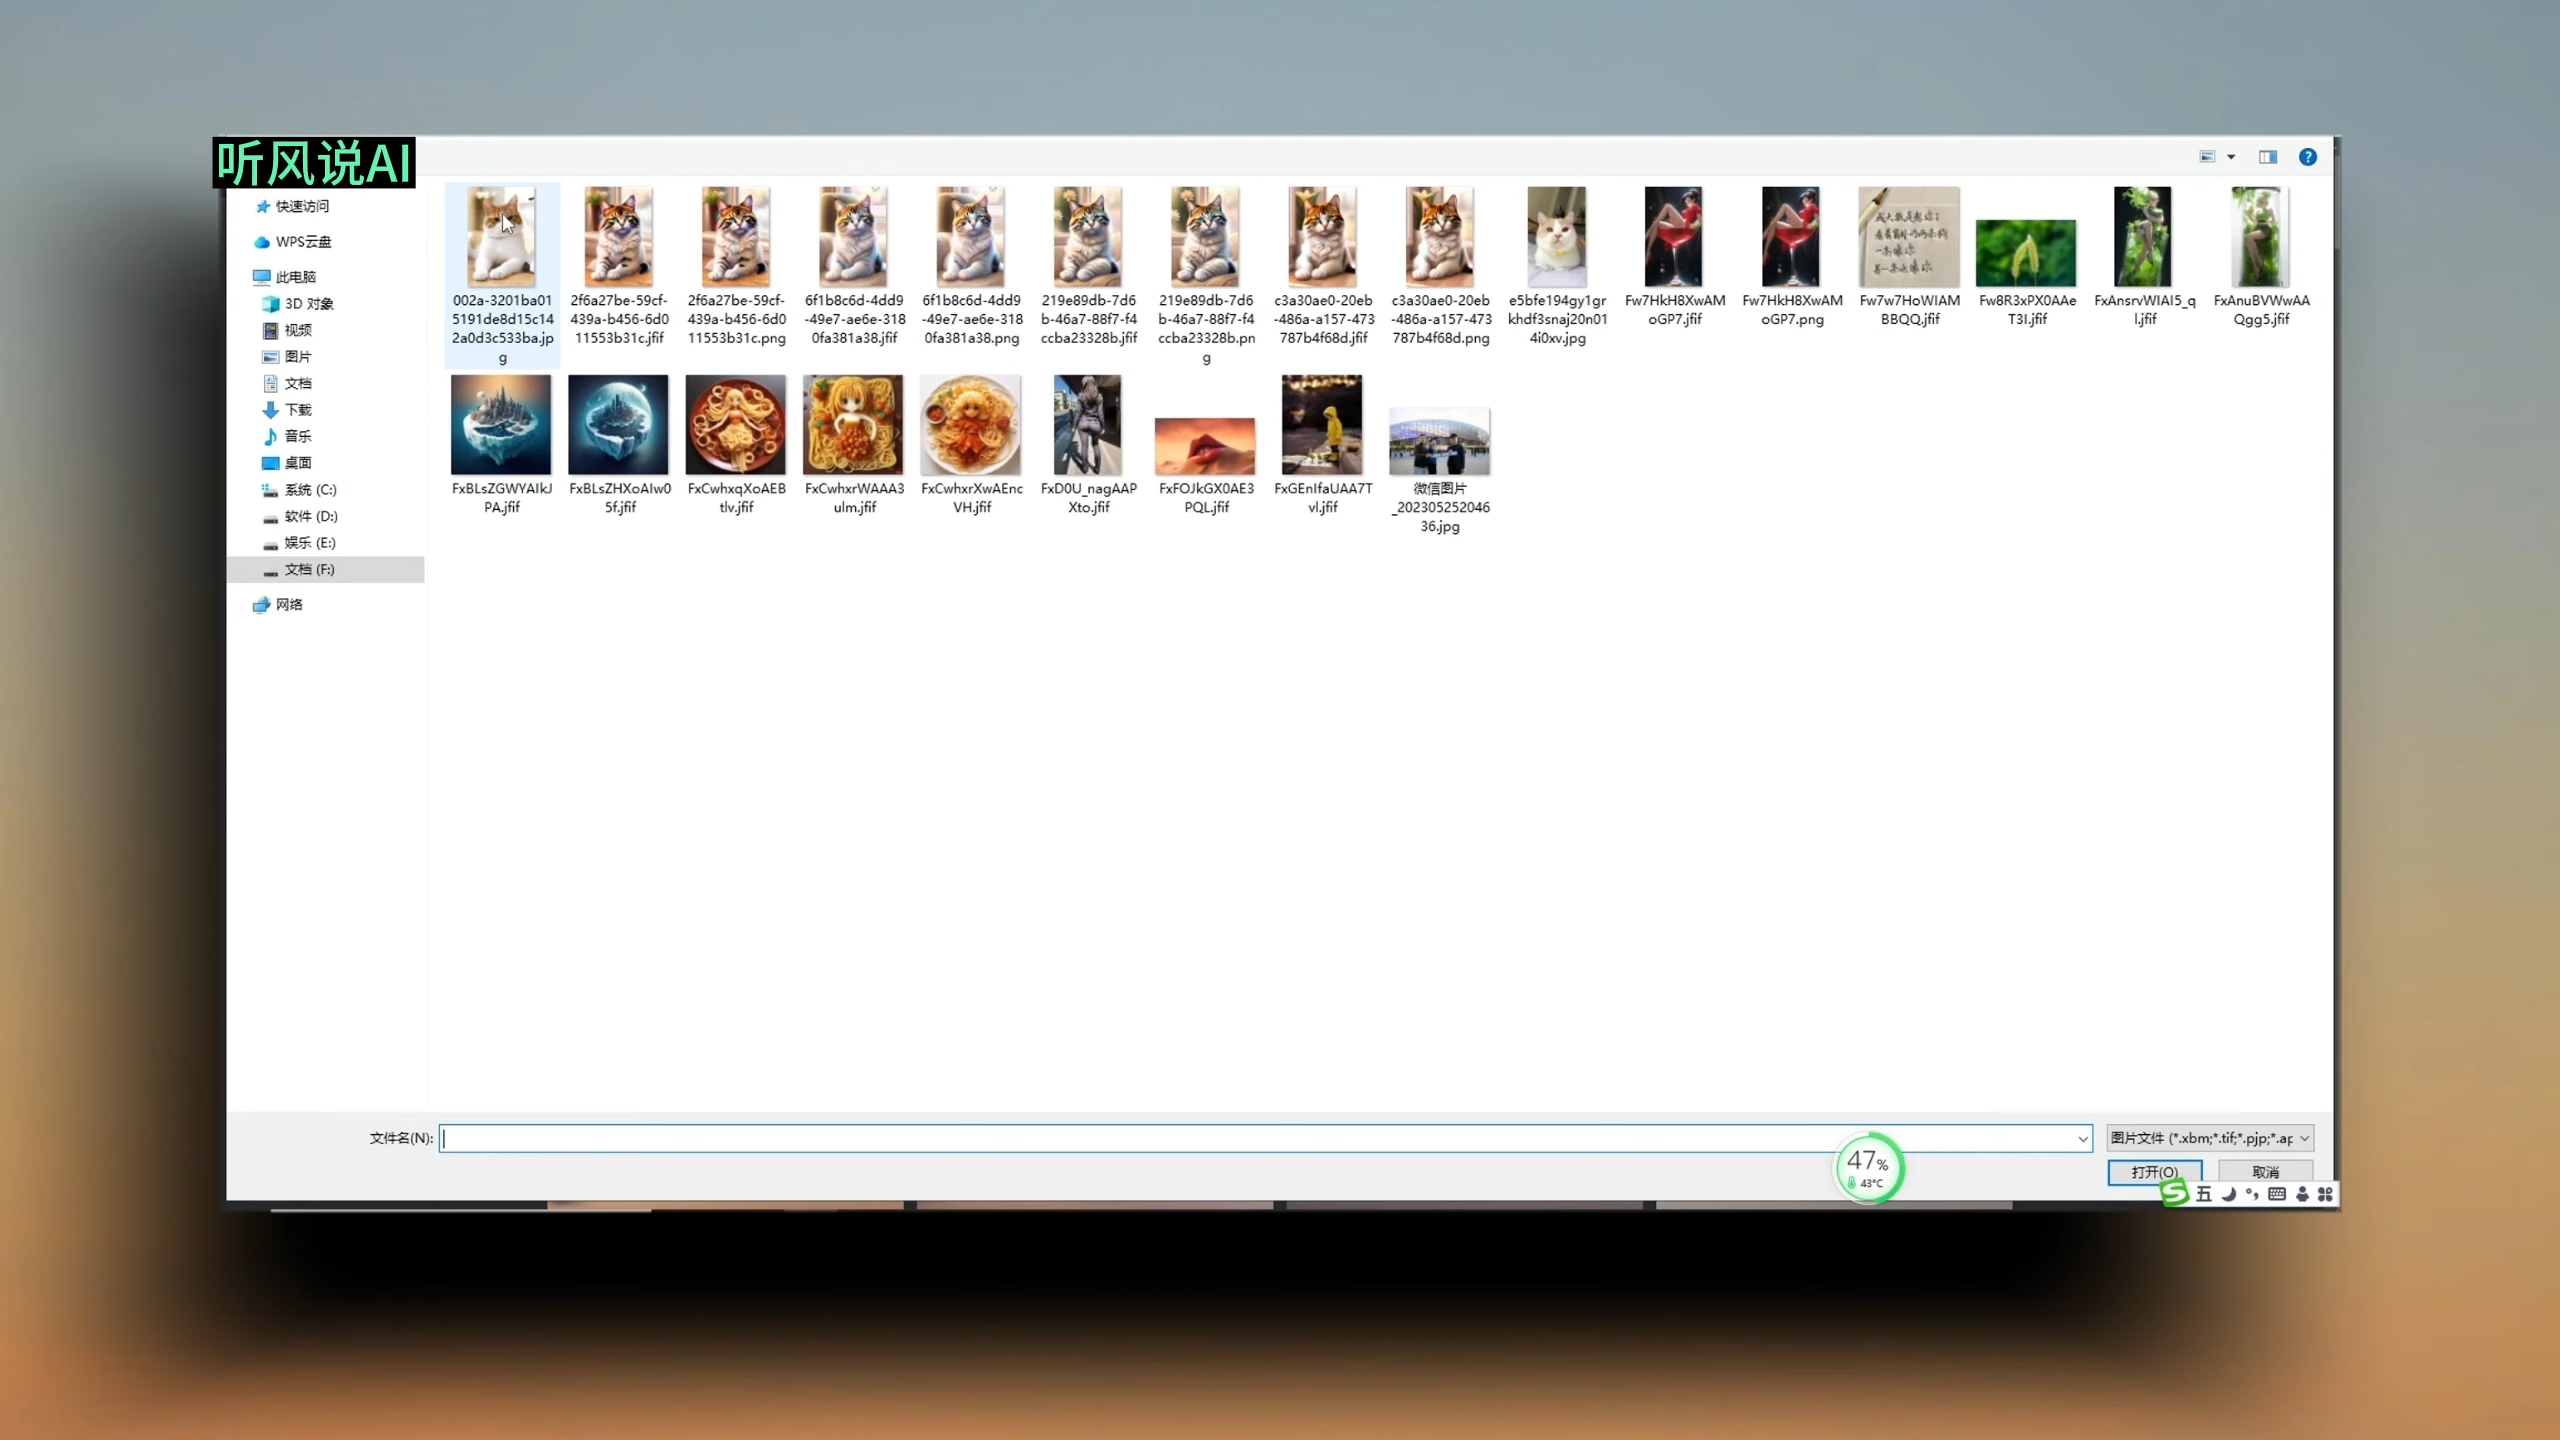 听风说AI
快速访问
WPS云盘
此电脑
3D 对象
视频
图片
文档
下载
音乐
桌面
系统 (C:)
软件 (D:)
娱乐 (E:)
文档 (F:)
网络
002a-3201ba01
5191de8d15c14
2a0d3c533ba.jp
g
2f6a27be-59cf-
439a-b456-6d0
11553b31c.jfif
2f6a27be-59cf-
439a-b456-6d0
11553b31c.png
6f1b8c6d-4dd9
-49e7-ae6e-318
0fa381a38.jfif
6f1b8c6d-4dd9
-49e7-ae6e-318
0fa381a38.png
219e89db-7d6
b-46a7-88f7-f4
ccba23328b.jfif
219e89db-7d6
b-46a7-88f7-f4
ccba23328b.pn
g
c3a30ae0-20eb
-486a-a157-473
787b4f68d.jfif
c3a30ae0-20eb
-486a-a157-473
787b4f68d.png
e5bfe194gy1gr
khdf3snaj20n01
4i0xv.jpg
Fw7HkH8XwAM
oGP7.jfif
Fw7HkH8XwAM
oGP7.png
Fw7w7HoWIAM
BBQQ.jfif
Fw8R3xPX0AAe
T3I.jfif
FxAnsrvWIAI5_q
l.jfif
FxAnuBVWwAA
Qgg5.jfif
FxBLsZGWYAIkJ
PA.jfif
FxBLsZHXoAIw0
5f.jfif
FxCwhxqXoAEB
tlv.jfif
FxCwhxrWAAA3
ulm.jfif
FxCwhxrXwAEnc
VH.jfif
FxD0U_nagAAP
Xto.jfif
FxFOJkGX0AE3
PQL.jfif
FxGEnIfaUAA7T
vl.jfif
微信图片
_202305252046
36.jpg
文件名(N):
图片文件 (*.xbm;*.tif;*.pjp;*.ap
47%
43°C
打开(O)
取消
五